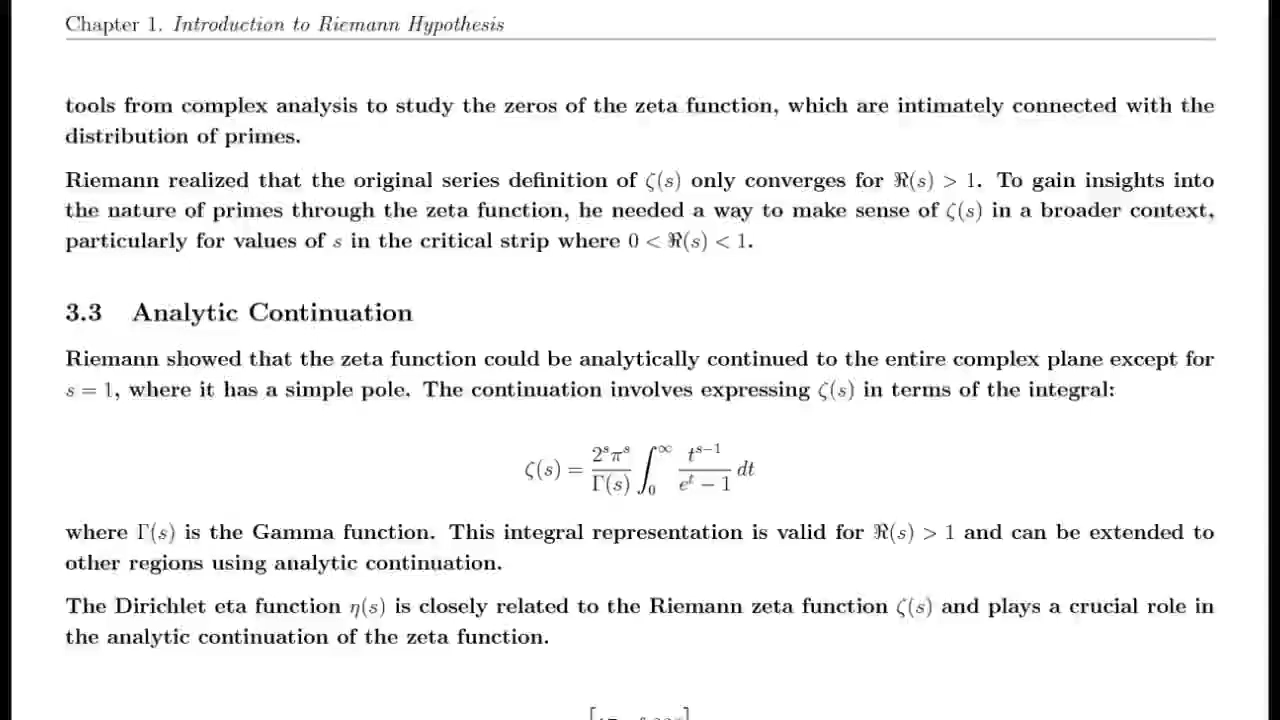 Chapter 1. Introduction to Riemann Hypothesis
tools from complex analysis to study the zeros of the zeta function, which are intimately connected with the
distribution of primes.
Riemann realized that the original series definition of ζ(s) only converges for ℜ(s) > 1. To gain insights into
the nature of primes through the zeta function, he needed a way to make sense of ζ(s) in a broader context,
particularly for values of s in the critical strip where 0 < ℜ(s) < 1.
3.3 Analytic Continuation
Riemann showed that the zeta function could be analytically continued to the entire complex plane except for
s = 1, where it has a simple pole. The continuation involves expressing ζ(s) in terms of the integral:
ζ(s) = \frac{2^s π^s}{Γ(s)} ∫_0^∞ \frac{t^{s−1}}{e^t − 1} dt
where Γ(s) is the Gamma function. This integral representation is valid for ℜ(s) > 1 and can be extended to
other regions using analytic continuation.
The Dirichlet eta function η(s) is closely related to the Riemann zeta function ζ(s) and plays a crucial role in
the analytic continuation of the zeta function.